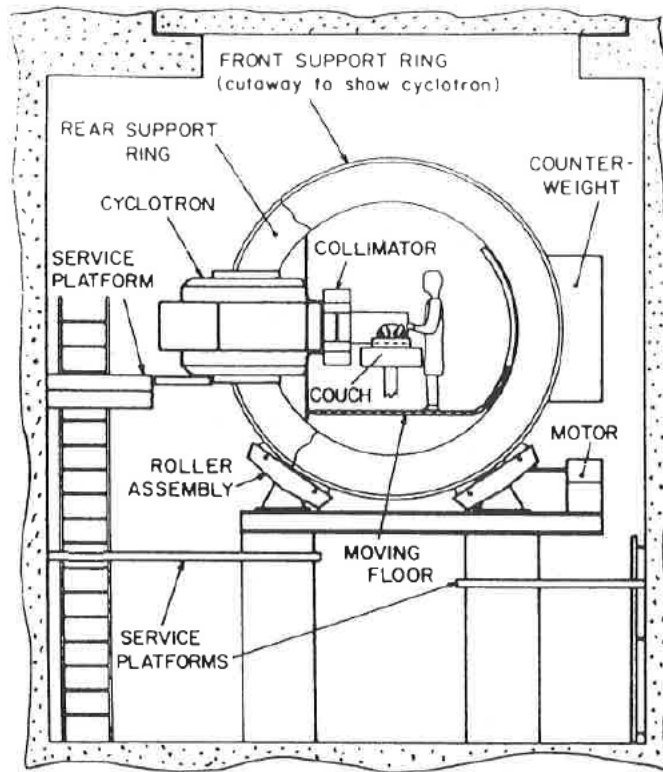 FRONT SUPPORT RING
(cutaway to show cyclotron)
REAR SUPPORT
RING
COUNTER-
WEIGHT
CYCLOTRON
COLLIMATOR
SERVICE
PLATFORM
COUCH
MOTOR
ROLLER
ASSEMBLY
MOVING
FLOOR
SERVICE
PLATFORMS